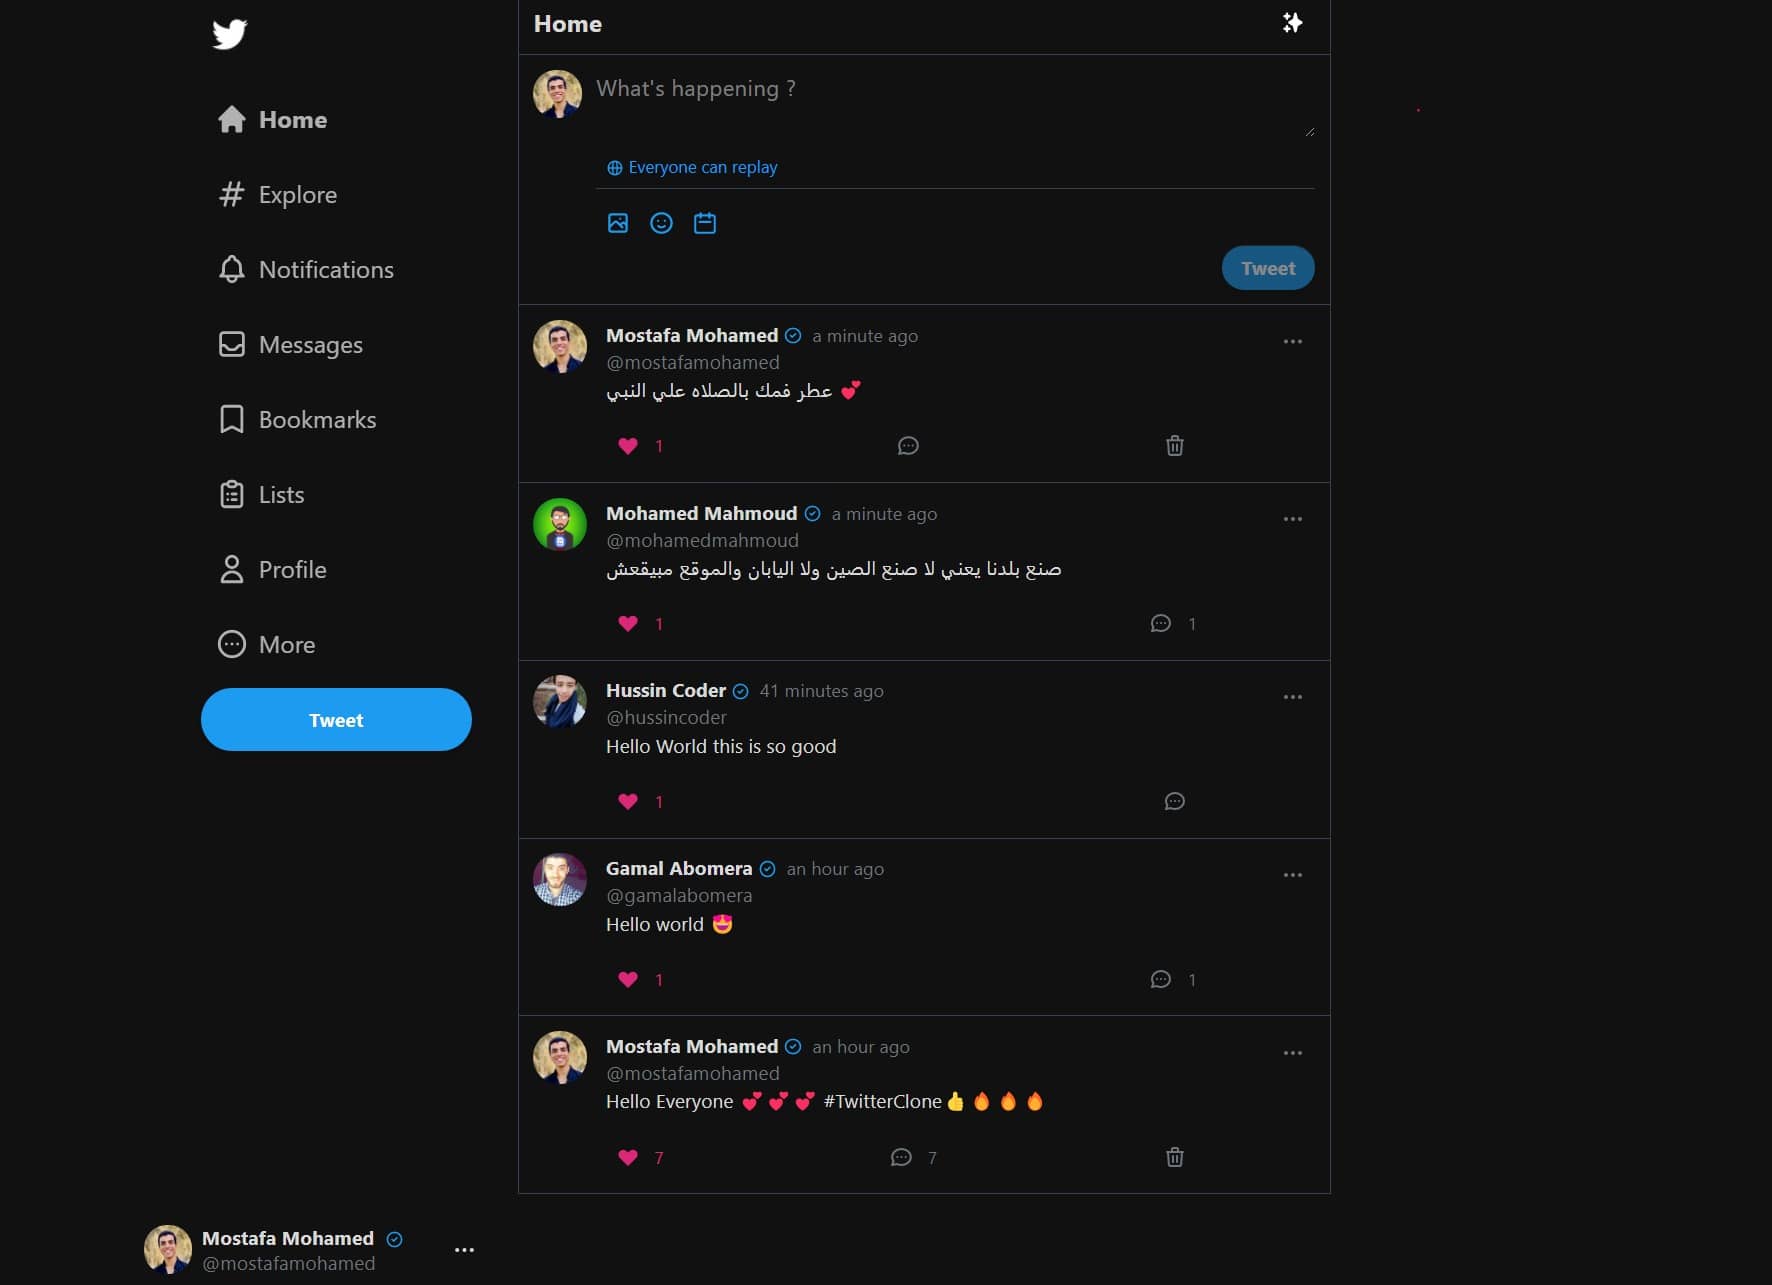 Home
Explore
Notifications
Messages
Bookmarks
Lists
Profile
More
Tweet
Mostafa Mohamed
@mostafamohamed
Home
What's happening ?
Everyone can replay
Tweet
Mostafa Mohamed a minute ago
@mostafamohamed
عطر فمك بالصلاه علي النبي 💕
1
Mohamed Mahmoud a minute ago
@mohamedmahmoud
صنع بلدنا يعني لا صنع الصين ولا اليابان والموقع مبيقعش
1 1
Hussin Coder 41 minutes ago
@hussincoder
Hello World this is so good
1
Gamal Abomera an hour ago
@gamalabomera
Hello world 🤩
1 1
Mostafa Mohamed an hour ago
@mostafamohamed
Hello Everyone 💕 💕 💕 #TwitterClone👍 🔥 🔥 🔥
7 7